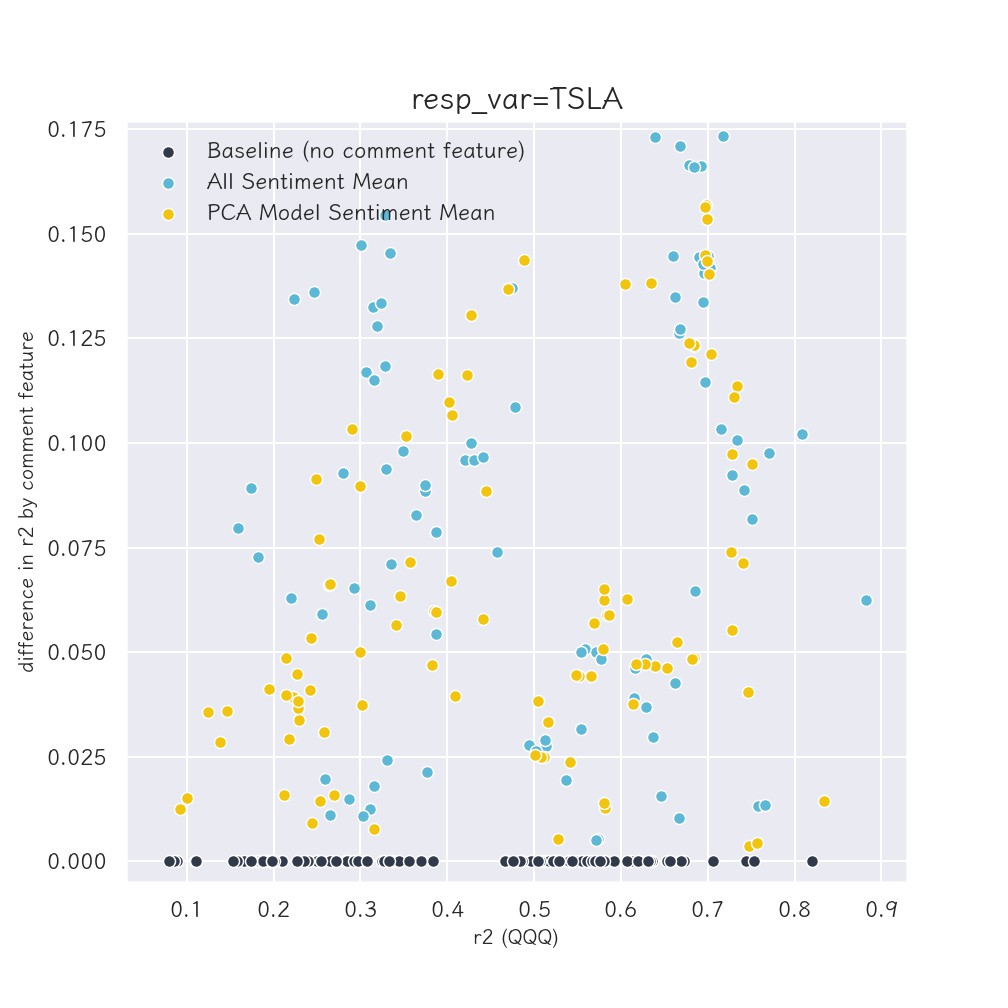 resp_var=TSLA
0.175
0.150
0.125
0.100
0.075
0.050
0.025
0.000
difference in r2 by comment feature
Baseline (no comment feature)
All Sentiment Mean
PCA Model Sentiment Mean
0.1 0.2 0.3 0.4 0.5 0.6 0.7 0.8 0.9
r2 (QQQ)